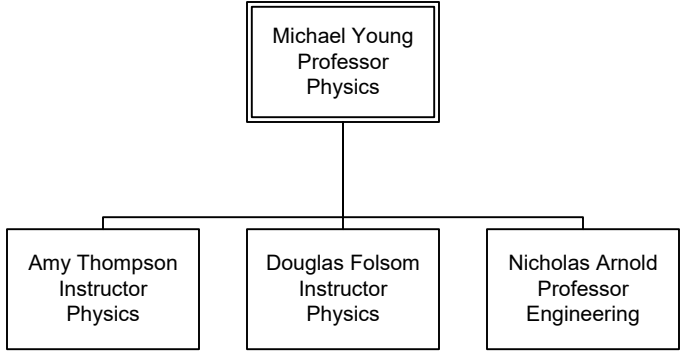 Michael Young
Professor
Physics
Amy Thompson
Instructor
Physics
Douglas Folsom
Instructor
Physics
Nicholas Arnold
Professor
Engineering